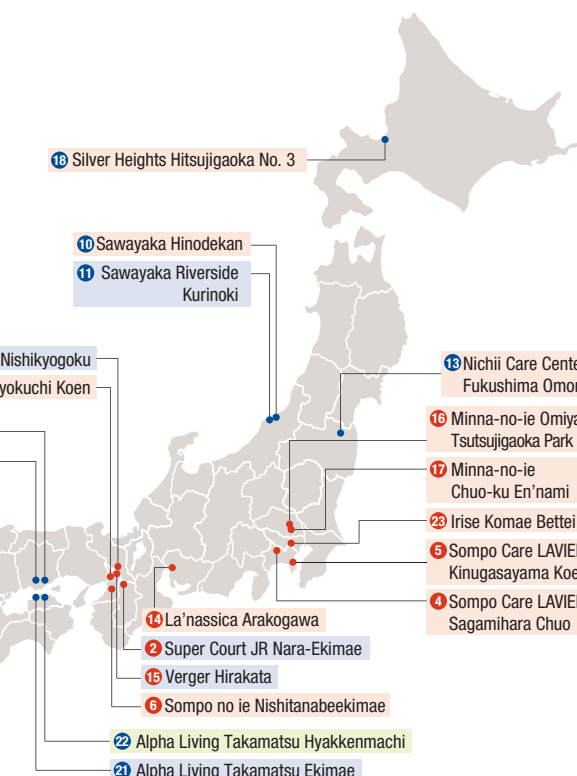 18 Silver Heights Hitsujigaoka No. 3
10 Sawayaka Hinodekan
11 Sawayaka Riverside
Kurinoki
Nishikyogoku
yokuchi Koen
13 Nichii Care Cente
Fukushima Omor
16 Minna-no-ie Omiya
Tsutsujigaoka Park
17 Minna-no-ie
Chuo-ku En'nami
23 Irise Komae Bettei
5 Sompo Care LAVIE
Kinugasayama Koe
4 Sompo Care LAVIE
Sagamihara Chuo
14 La'nassica Arakogawa
2 Super Court JR Nara-Ekimae
15 Verger Hirakata
6 Sompo no ie Nishitanabeekimae
22 Alpha Living Takamatsu Hyakkenmachi
21 Alpha Living Takamatsu Ekimae